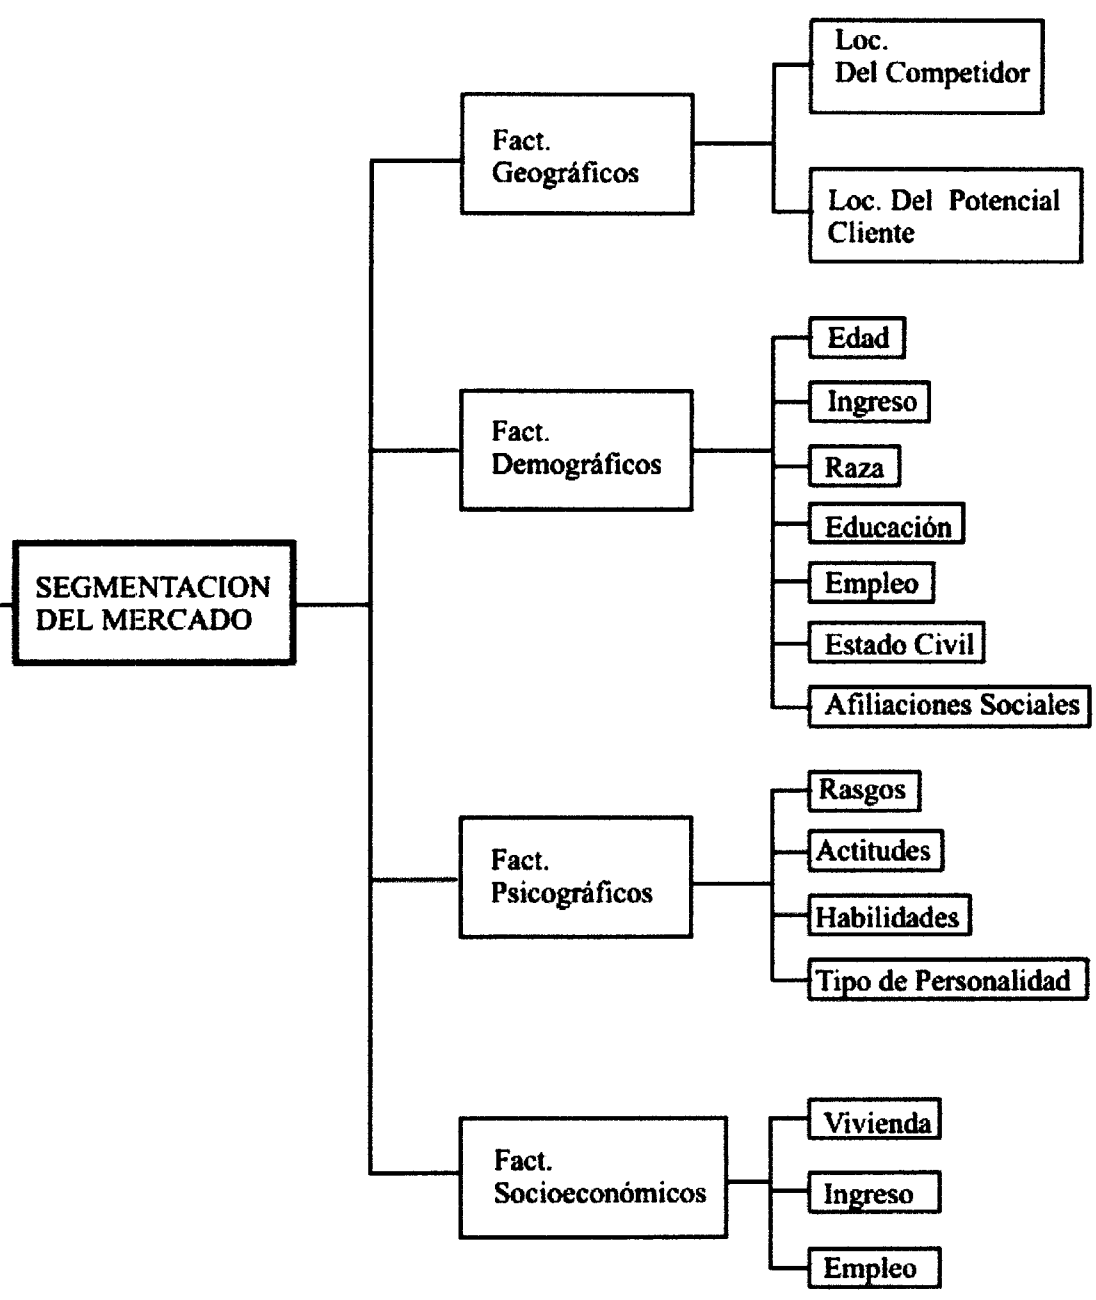 SEGMENTACION
DEL MERCADO
Fact.
Geográficos
Loc.
Del Competidor
Loc. Del Potencial
Cliente
Fact.
Demográficos
Edad
Ingreso
Raza
Educación
Empleo
Estado Civil
Afiliaciones Sociales
Fact.
Psicográficos
Rasgos
Actitudes
Habilidades
Tipo de Personalidad
Fact.
Socioeconómicos
Vivienda
Ingreso
Empleo